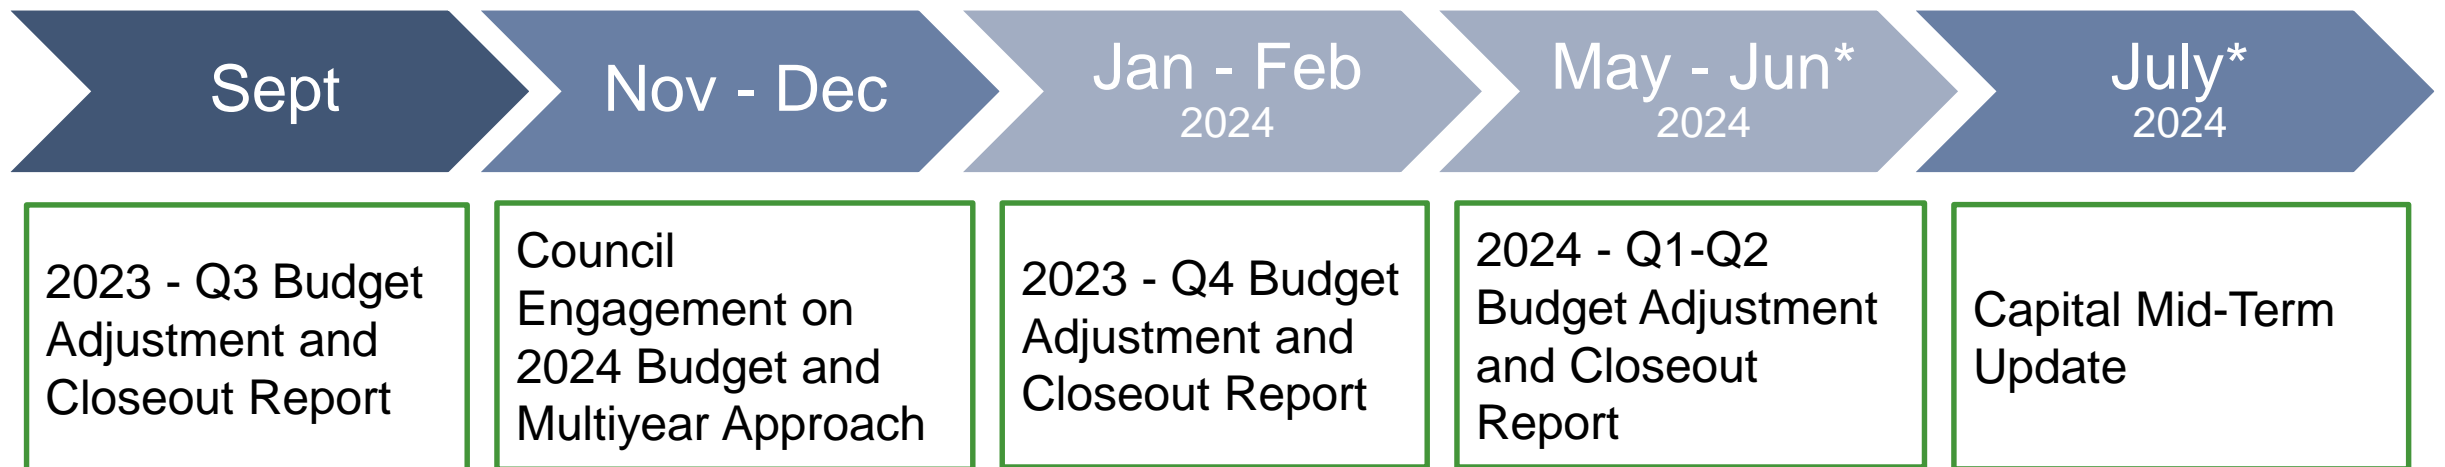 Sept
Nov - Dec
Jan - Feb
2024
May - Jun*
2024
July*
2024
2023 - Q3 Budget
Adjustment and
Closeout Report
Council
Engagement on
2024 Budget and
Multiyear Approach
2023 - Q4 Budget
Adjustment and
Closeout Report
2024 - Q1-Q2
Budget Adjustment
and Closeout
Report
Capital Mid-Term
Update